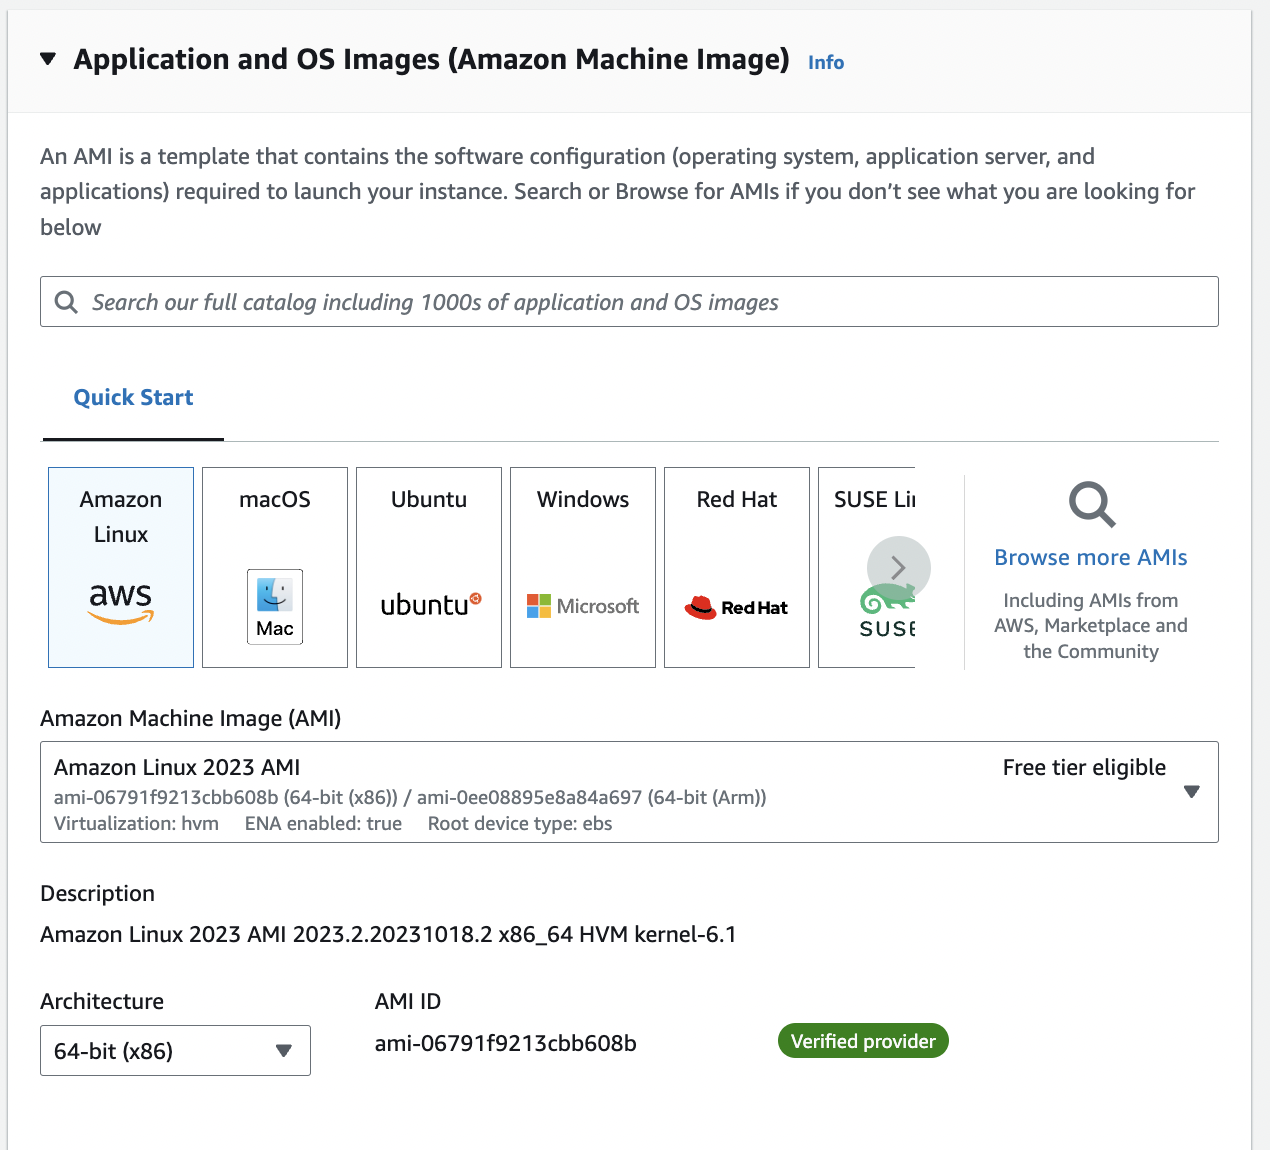 Application and OS Images (Amazon Machine Image) Info
An AMI is a template that contains the software configuration (operating system, application server, and
applications) required to launch your instance. Search or Browse for AMIs if you don’t see what you are looking for
below
Search our full catalog including 1000s of application and OS images
Quick Start
Amazon
Linux
aws
macOS
Mac
Ubuntu
ubuntu
Windows
Microsoft
Red Hat
Red Hat
SUSE Li
SUSE
Browse more AMIs
Including AMIs from
AWS, Marketplace and
the Community
Amazon Machine Image (AMI)
Amazon Linux 2023 AMI Free tier eligible
ami-06791f9213cbb608b (64-bit (x86)) / ami-0ee08895e8a84a697 (64-bit (Arm))
Virtualization: hvm ENA enabled: true Root device type: ebs
Description
Amazon Linux 2023 AMI 2023.2.20231018.2 x86_64 HVM kernel-6.1
Architecture
64-bit (x86)
AMI ID
ami-06791f9213cbb608b
Verified provider